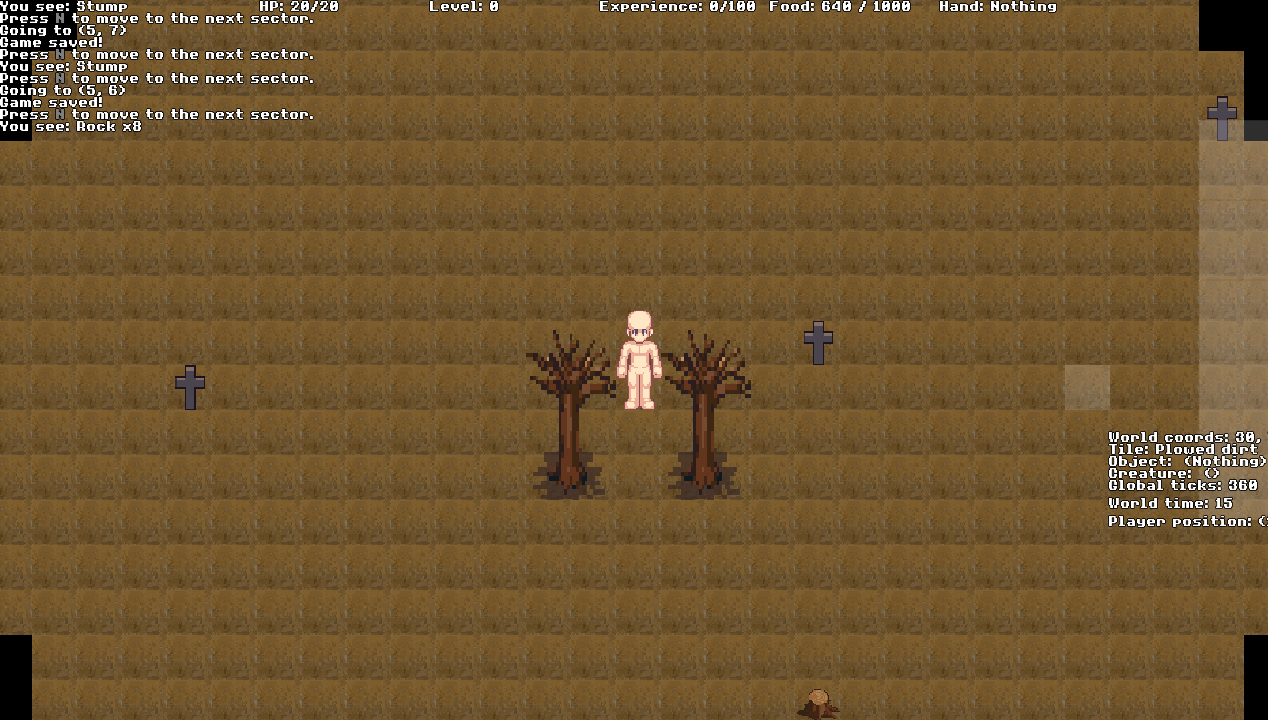 You see: Stump
HP: 20/20 Level: 0 Experience: 0/100 Food: 640 / 1000 Hand: Nothing
Press N to move to the next sector.
Going to (5, 7)
Game saved!
Press N to move to the next sector.
You see: Stump
Press N to move to the next sector.
Going to (5, 6)
Game saved!
Press N to move to the next sector.
You see: Rock x8
World coords: 30,
Tile: Plowed dirt
Object: (Nothing)
Creature: ()
Global ticks: 360
World time: 15
Player position: (